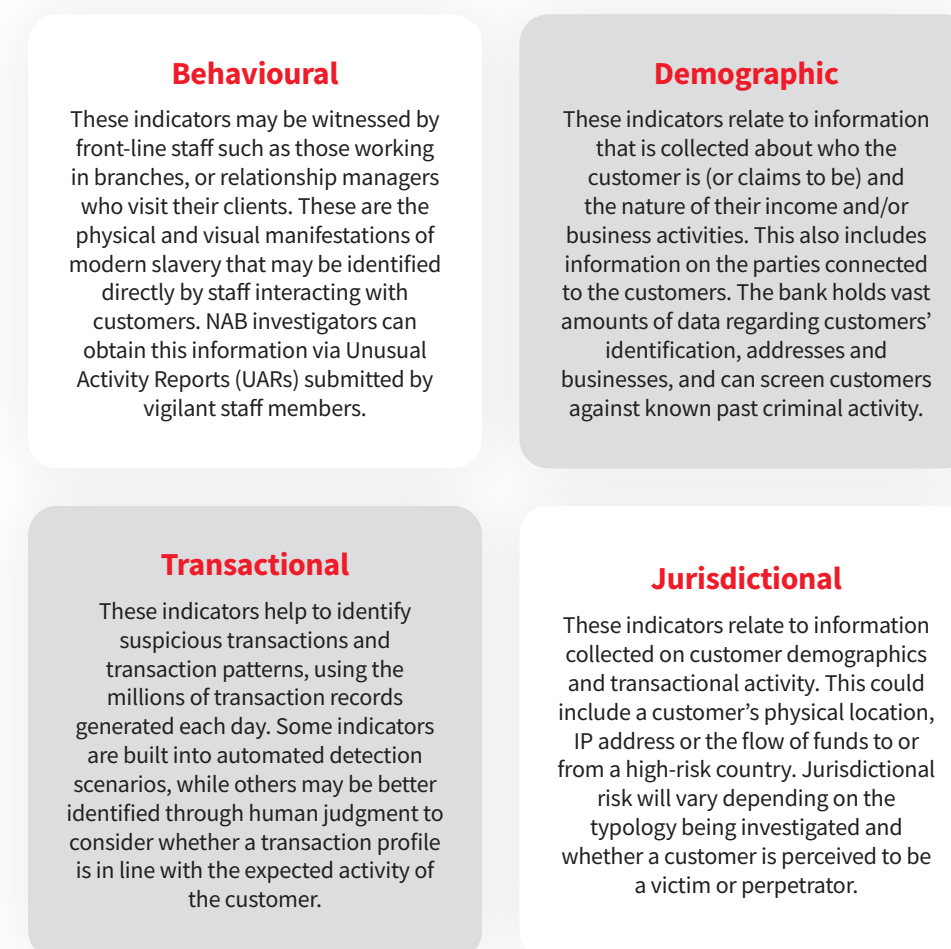 Behavioural
These indicators may be witnessed by
front-line staff such as those working
in branches, or relationship managers
who visit their clients. These are the
physical and visual manifestations of
modern slavery that may be identified
directly by staff interacting with
customers. NAB investigators can
obtain this information via Unusual
Activity Reports (UARs) submitted by
vigilant staff members.
Demographic
These indicators relate to information
that is collected about who the
customer is (or claims to be) and
the nature of their income and/or
business activities. This also includes
information on the parties connected
to the customers. The bank holds vast
amounts of data regarding customers’
identification, addresses and
businesses, and can screen customers
against known past criminal activity.
Transactional
These indicators help to identify
suspicious transactions and
transaction patterns, using the
millions of transaction records
generated each day. Some indicators
are built into automated detection
scenarios, while others may be better
identified through human judgment to
consider whether a transaction profile
is in line with the expected activity of
the customer.
Jurisdictional
These indicators relate to information
collected on customer demographics
and transactional activity. This could
include a customer’s physical location,
IP address or the flow of funds to or
from a high-risk country. Jurisdictional
risk will vary depending on the
typology being investigated and
whether a customer is perceived to be
a victim or perpetrator.